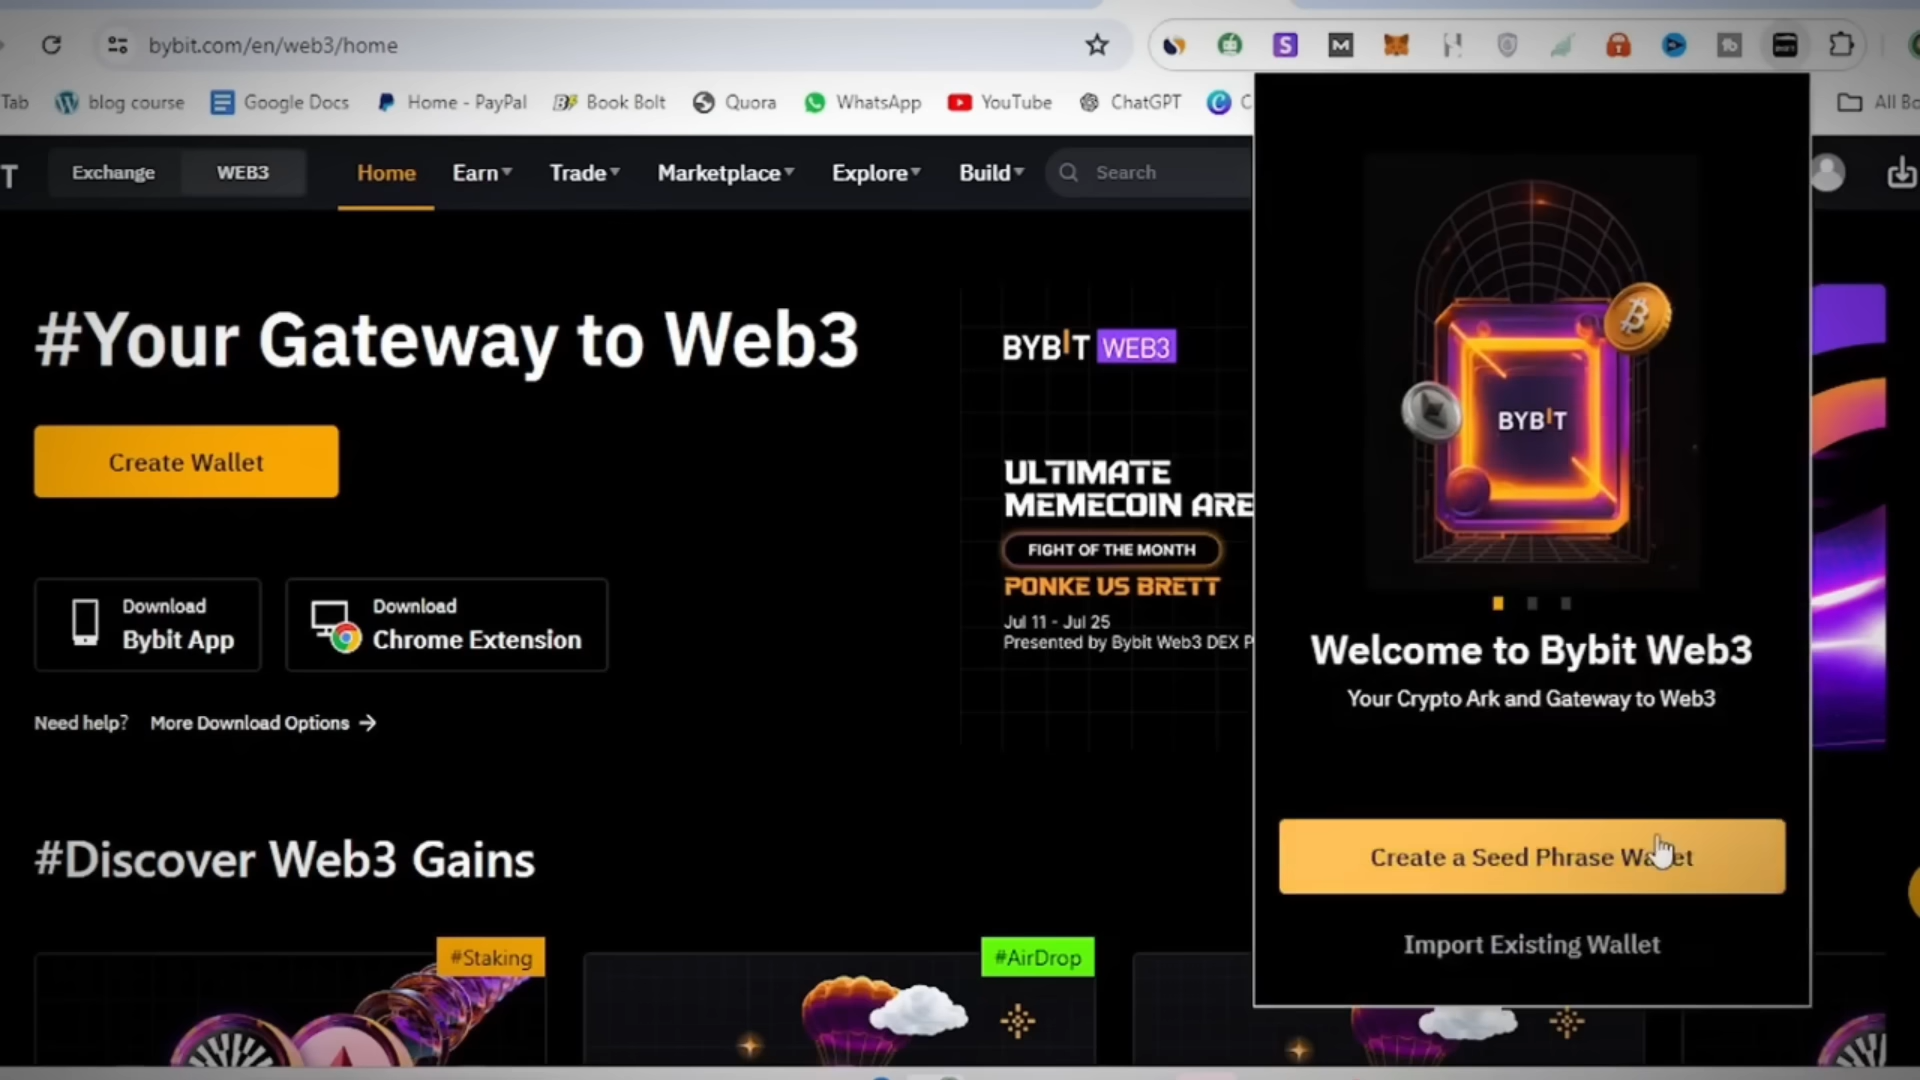 bybit.com/en/web3/home
Tab
blog course
Google Docs
Home - PayPal
Book Bolt
Quora
WhatsApp
YouTube
ChatGPT
C
All Bo
T
Exchange
WEB3
Home
Earn
Trade
Marketplace
Explore
Build
Search
#Your Gateway to Web3
Create Wallet
Download
Bybit App
Download
Chrome Extension
Need help?
More Download Options →
BYBIT WEB3
ULTIMATE
MEMECOIN ARE
FIGHT OF THE MONTH
PONKE VS BRETT
Jul 11 - Jul 25
Presented by Bybit Web3 DEX P
#Discover Web3 Gains
#Staking
#AirDrop
BYBIT
Welcome to Bybit Web3
Your Crypto Ark and Gateway to Web3
Create a Seed Phrase Wallet
Import Existing Wallet